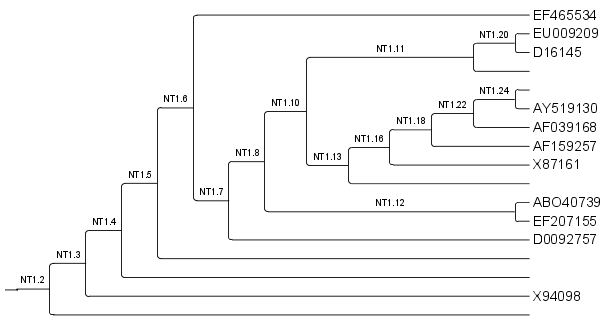 EF465534
NT1.20
EU009209
NT1.11
D16145
NT1.24
NT1.6
NT1.10
NT1.22
AY519130
NT1.18
AF039168
NT1.16
AF159257
NT1.8
NT1.13
X87161
NT1.5
NT1.7
NT1.12
ABO40739
NT1.4
EF207155
D0092757
NT1.3
NT1.2
X94098